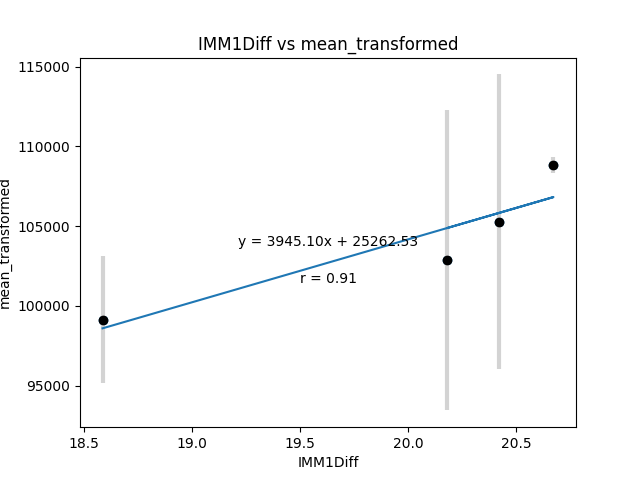 IMM1Diff vs mean_transformed
115000
110000
105000
100000
95000
mean_transformed
y = 3945.10x + 25262.53
r = 0.91
18.5 19.0 19.5 20.0 20.5
IMM1Diff